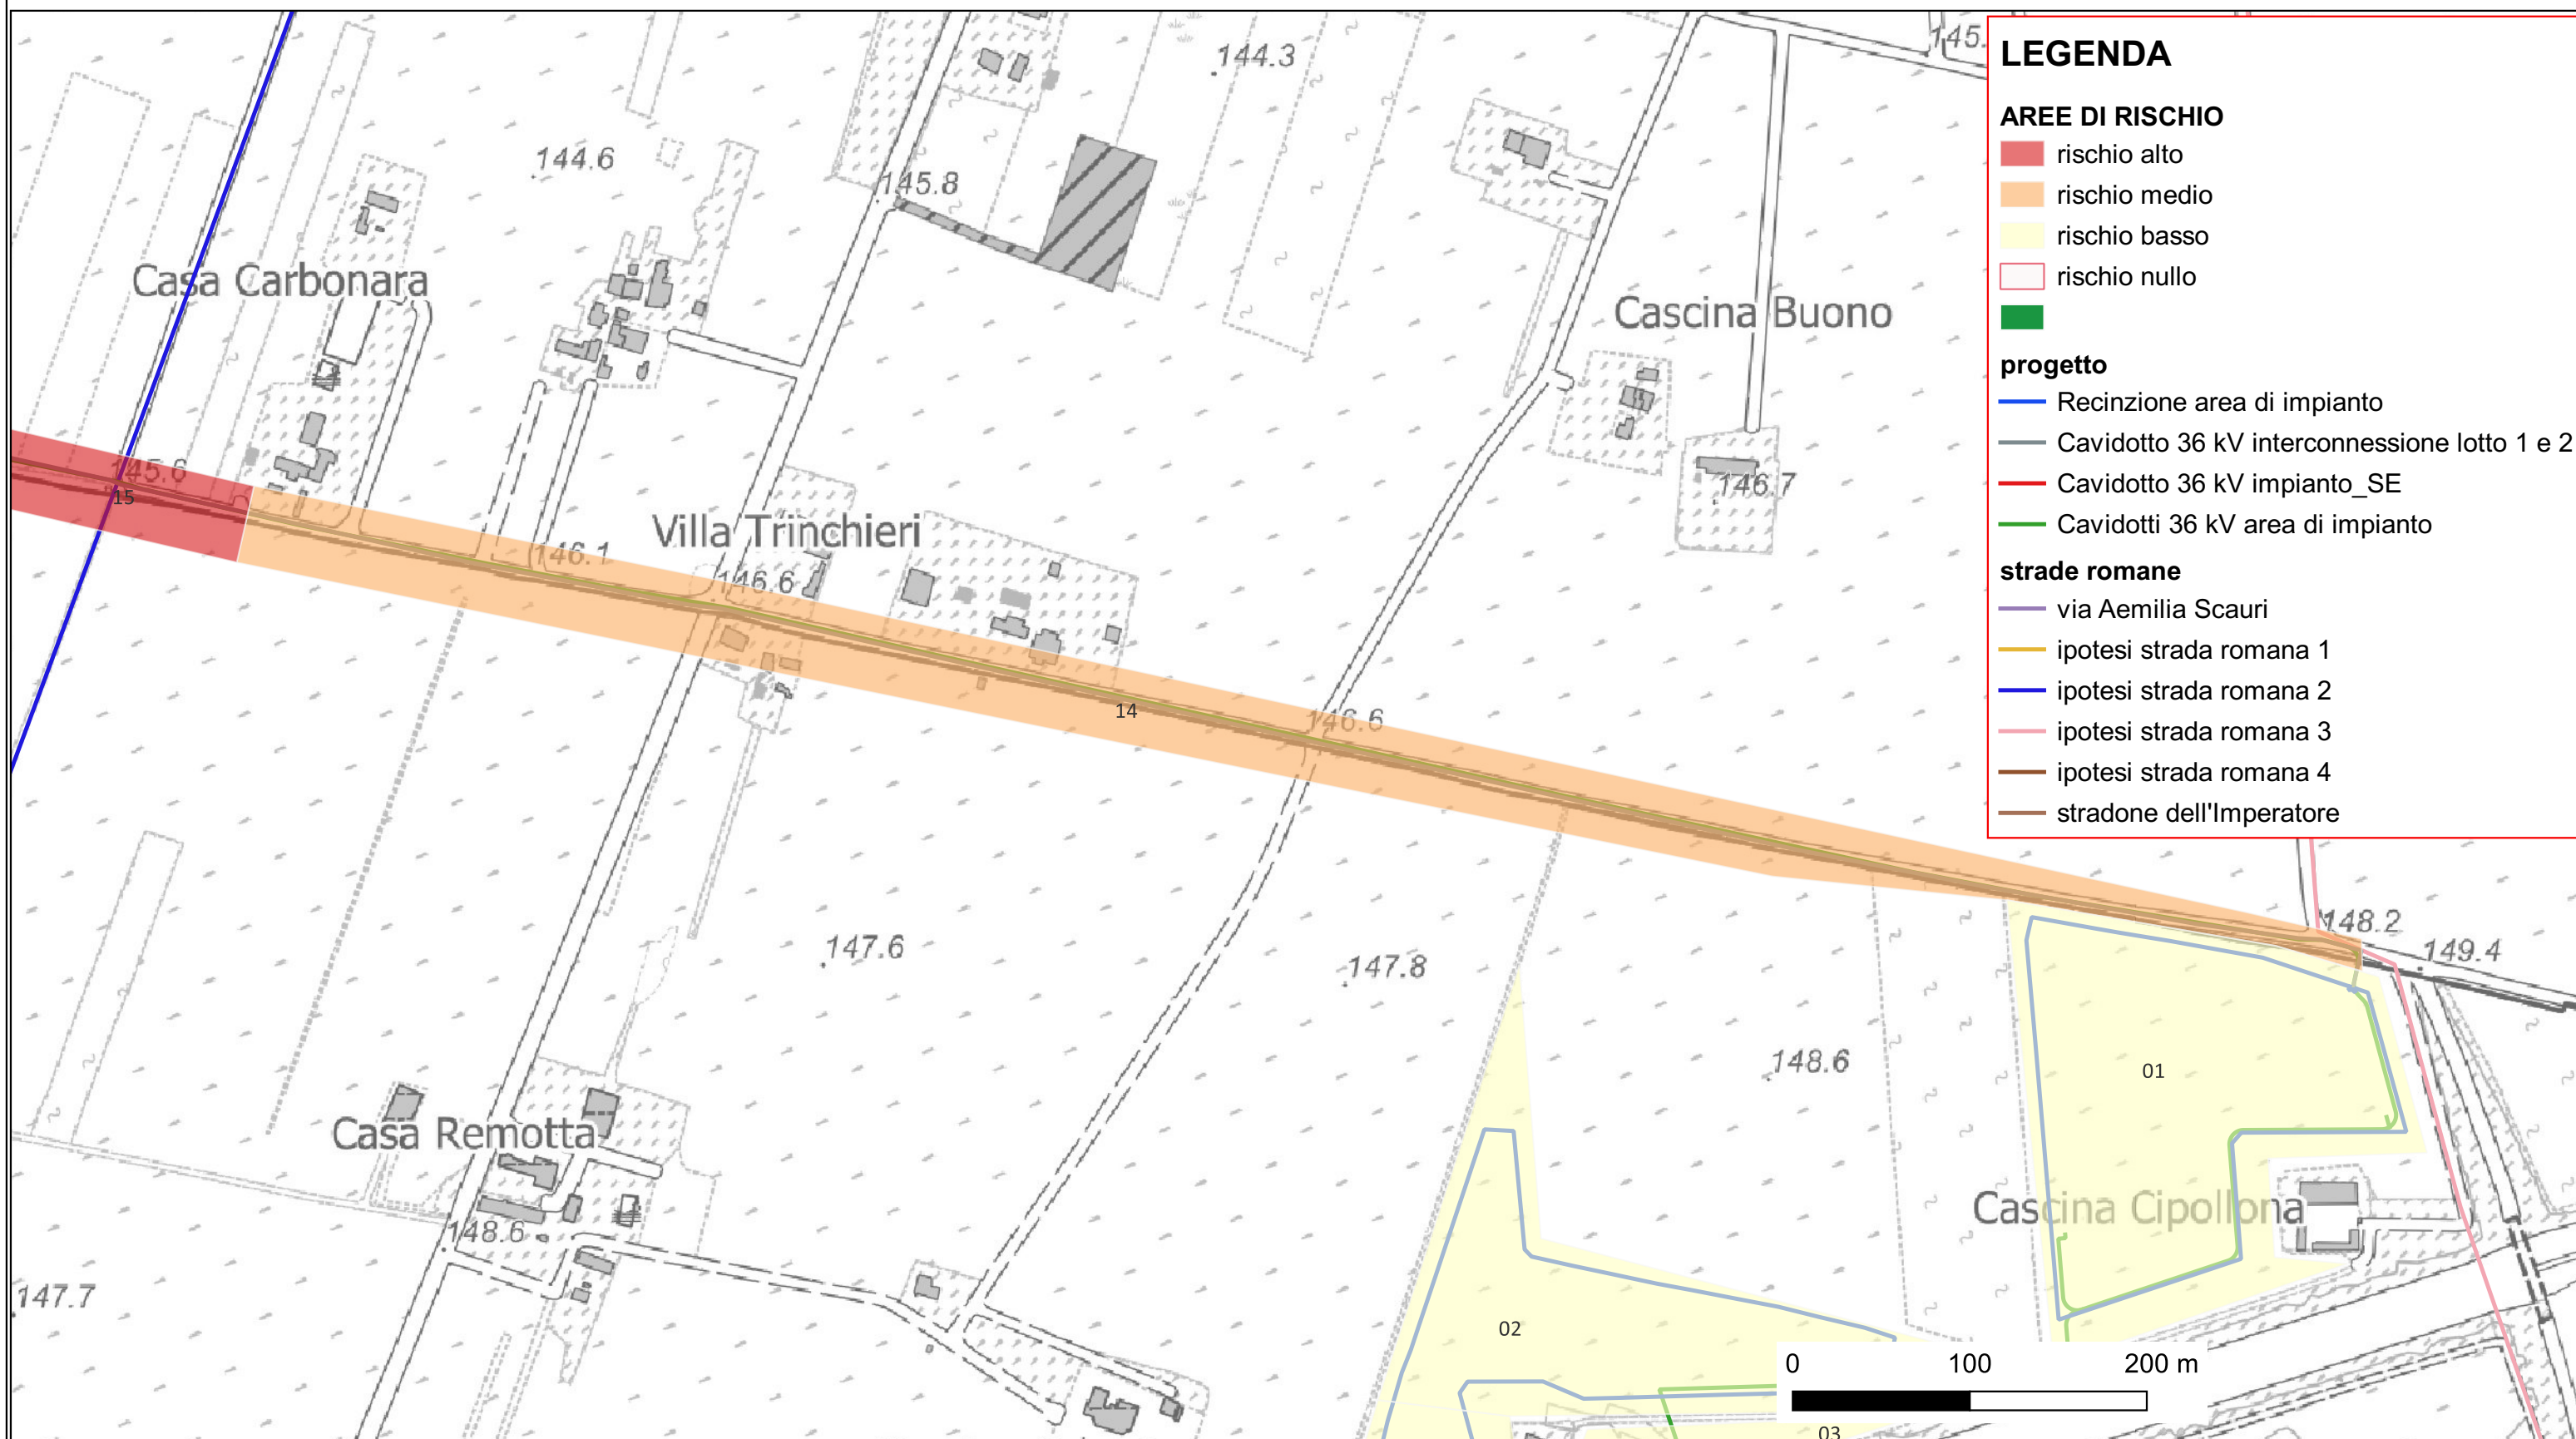 144.3
145.
144.6
145.8
Casa Carbonara
Cascina Buono
145.6
15
146.7
Villa Trinchieri
146.1
146.6
14
146.6
148.2
149.4
147.6
147.8
148.6
01
Casa Remotta
Cascina Cipollona
148.6
147.7
02
03
LEGENDA
AREE DI RISCHIO
rischio alto
rischio medio
rischio basso
rischio nullo
progetto
Recinzione area di impianto
Cavidotto 36 kV interconnessione lotto 1 e 2
Cavidotto 36 kV impianto_SE
Cavidotti 36 kV area di impianto
strade romane
via Aemilia Scauri
ipotesi strada romana 1
ipotesi strada romana 2
ipotesi strada romana 3
ipotesi strada romana 4
stradone dell'Imperatore
0 100 200 m